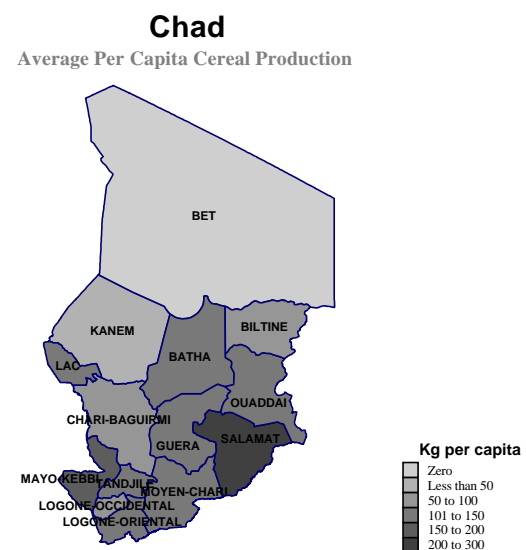 Chad
Average Per Capita Cereal Production
BET
KANEM
BILTINE
LAC
BATHA
OUADDAI
CHARI-BAGUIRMI
SALAMAT
GUERA
Kg per capita
Zero
MAYO-KEBBI
TANDJILE
Less than 50
MOYEN-CHARI
50 to 100
LOGONE-OCCIDENTAL
101 to 150
LOGONE-ORIENTAL
150 to 200
200 to 300